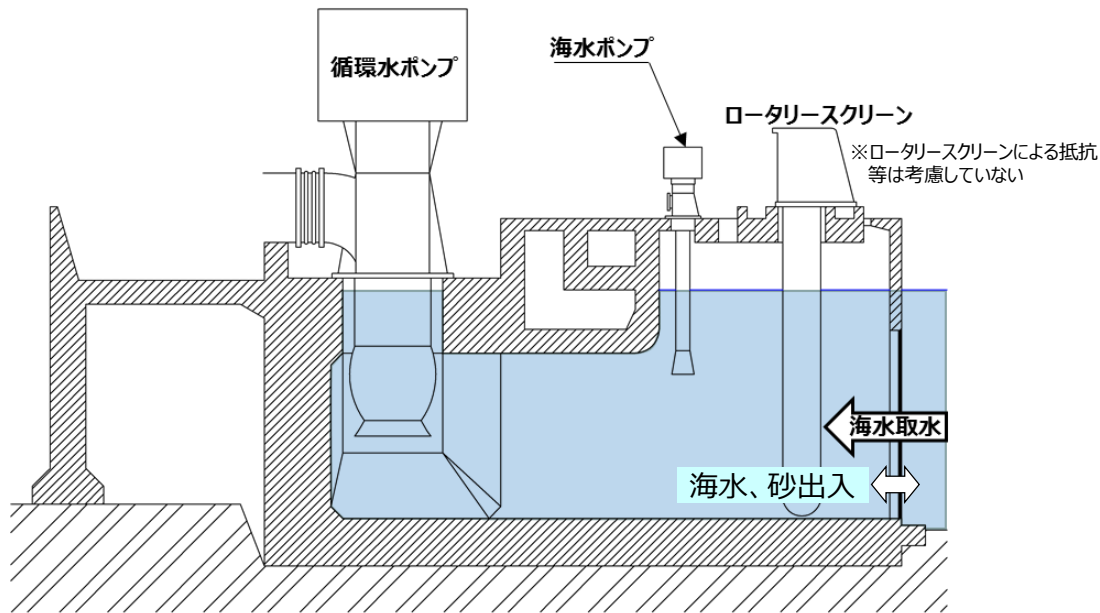 循環水ポンプ
海水ポンプ
ロータリースクリーン
※ロータリースクリーンによる抵抗
等は考慮していない
海水取水
海水、砂出入